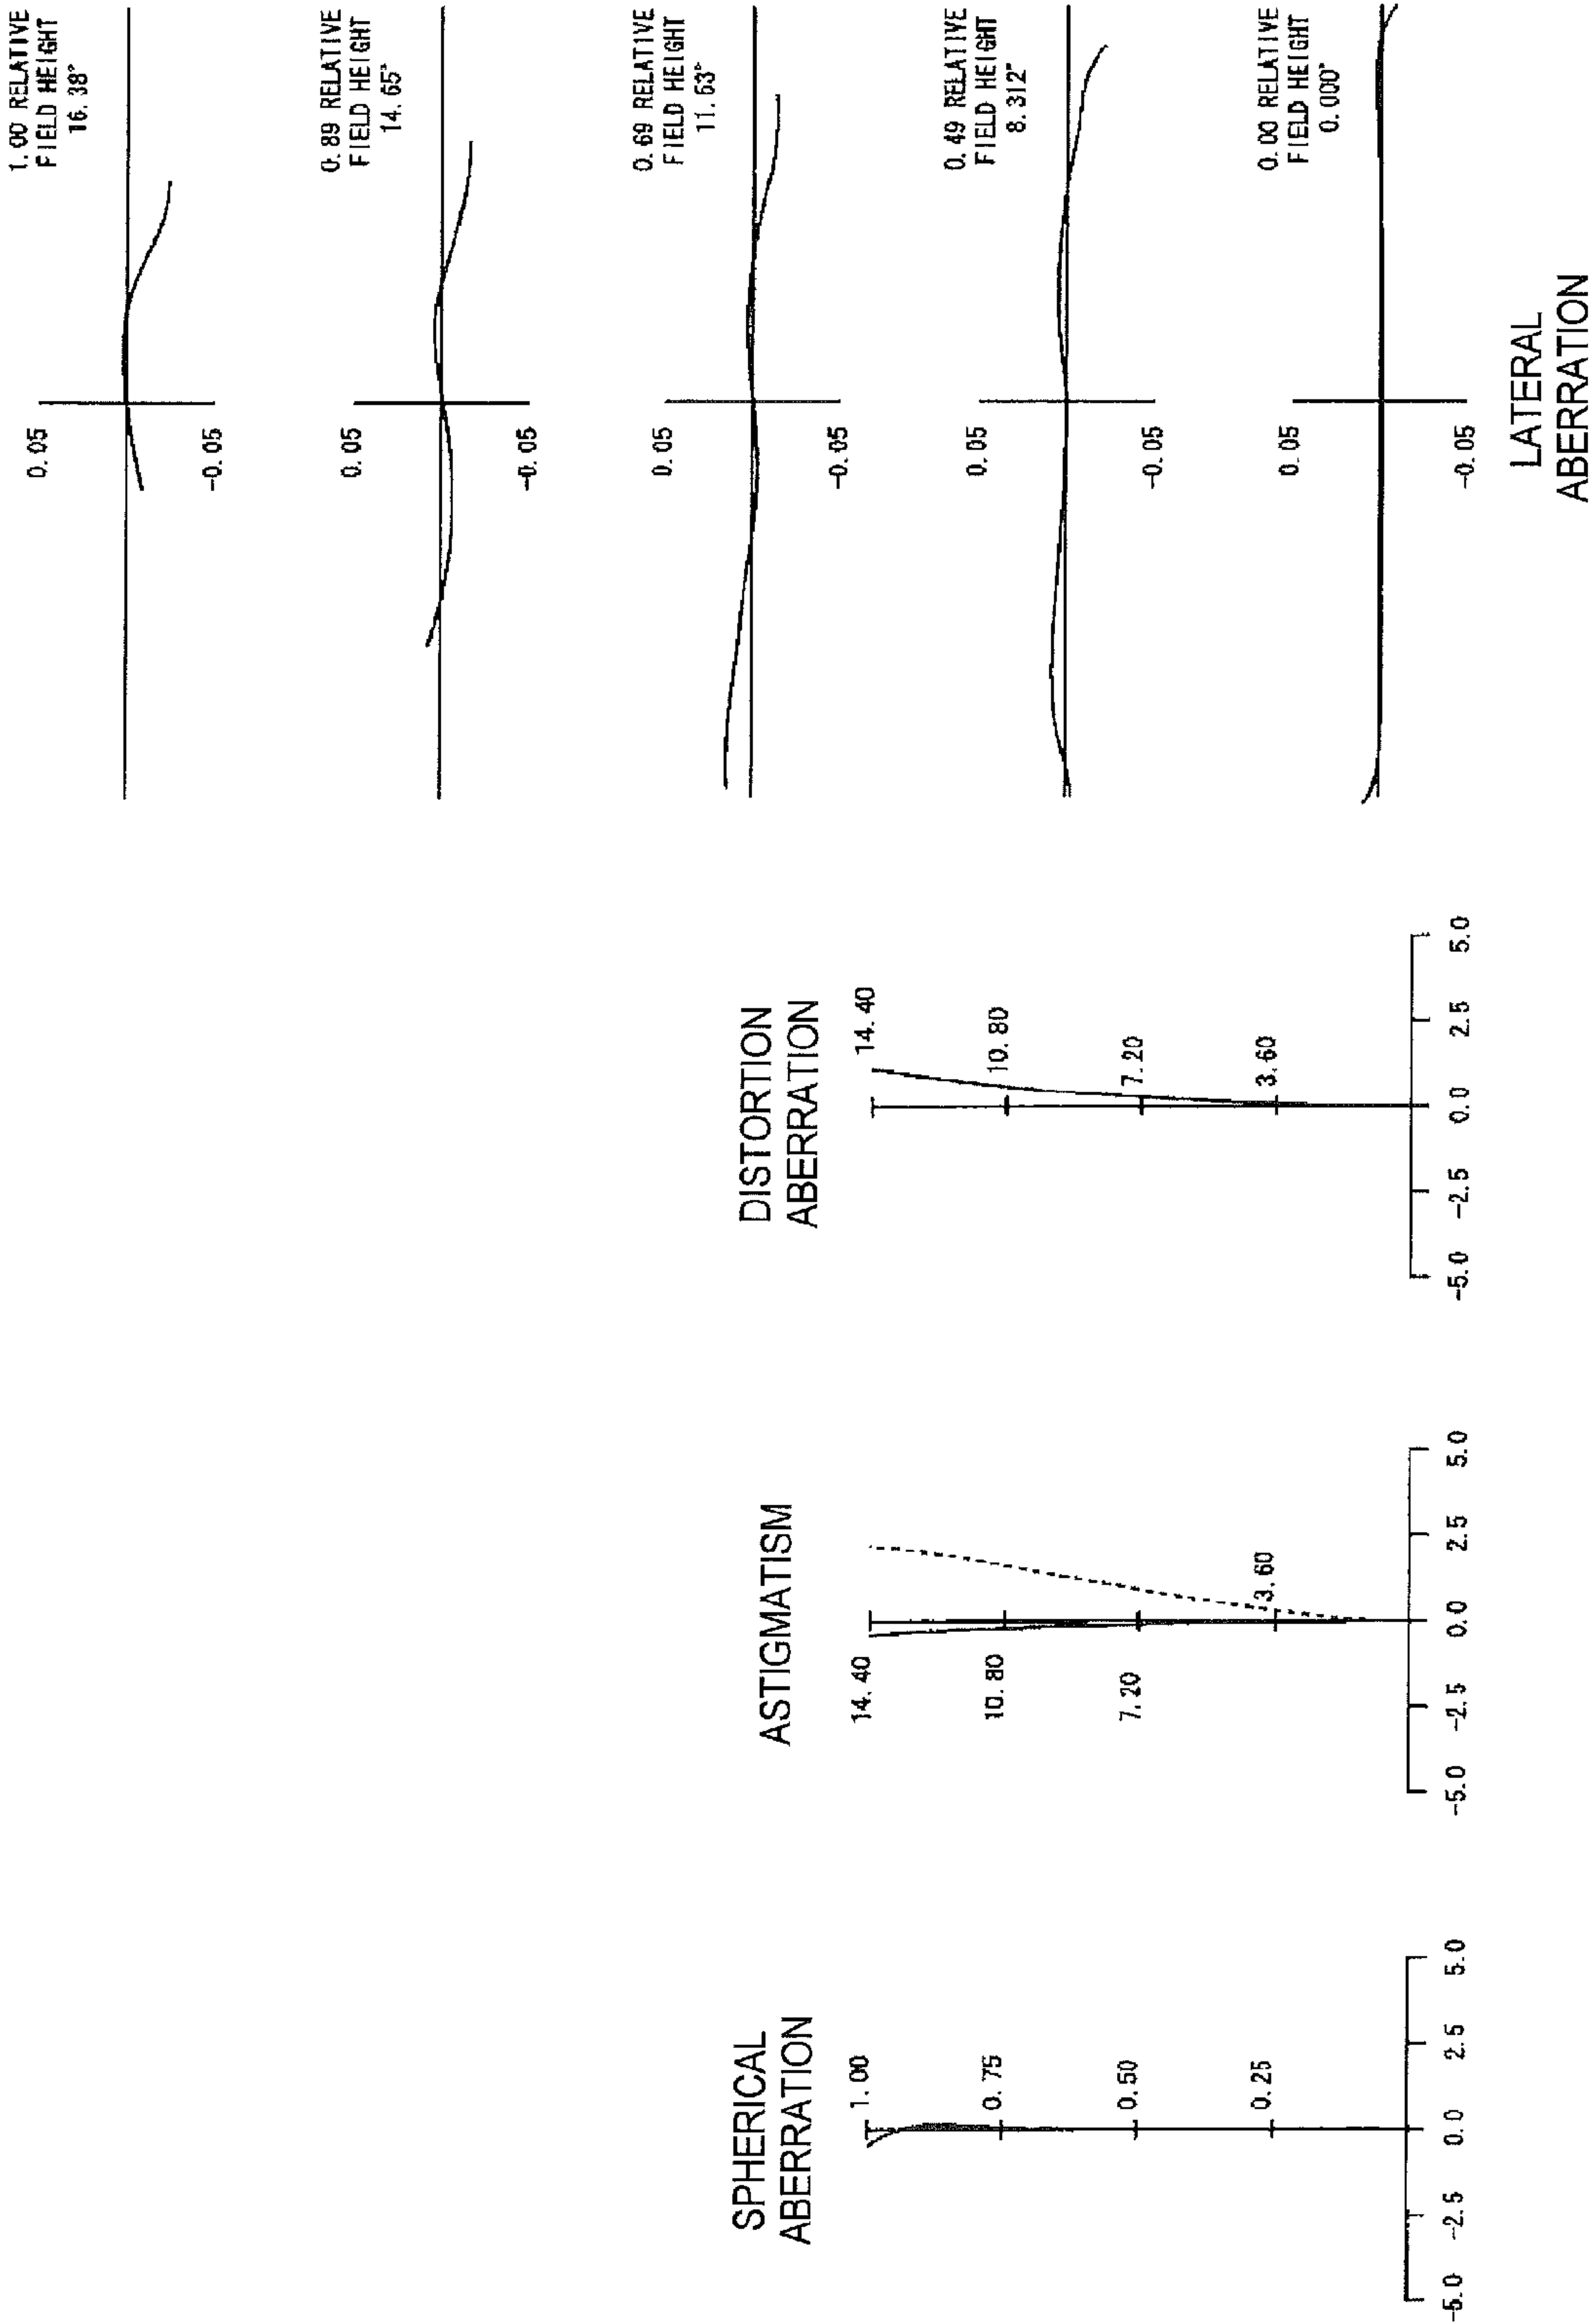 SPHERICAL
ABERRATION
1.00
0.75
0.50
0.25
-5.0 -2.5 0.0 2.5 5.0
ASTIGMATISM
14.40
10.80
7.20
3.60
-5.0 -2.5 0.0 2.5 5.0
DISTORTION
ABERRATION
14.40
10.80
7.20
3.60
-5.0 -2.5 0.0 2.5 5.0
1.00 RELATIVE
FIELD HEIGHT
16.38°
0.05
-0.05
0.89 RELATIVE
FIELD HEIGHT
14.65°
0.05
-0.05
0.69 RELATIVE
FIELD HEIGHT
11.53°
0.05
-0.05
0.49 RELATIVE
FIELD HEIGHT
8.312°
0.05
-0.05
0.00 RELATIVE
FIELD HEIGHT
0.000°
0.05
-0.05
LATERAL
ABERRATION